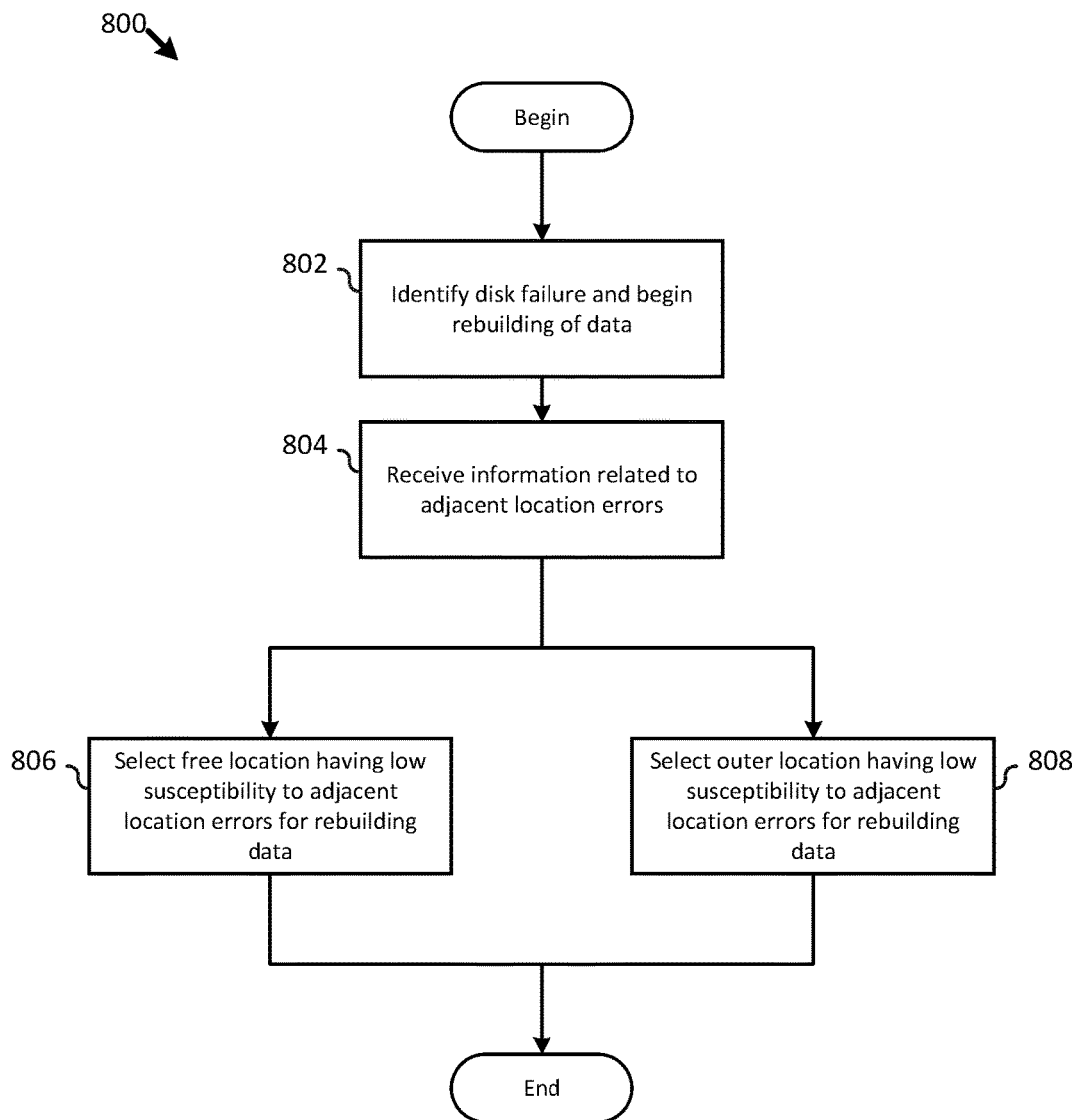 800
Begin
802
Identify disk failure and begin
rebuilding of data
804
Receive information related to
adjacent location errors
806
Select free location having low
susceptibility to adjacent
location errors for rebuilding
data
Select outer location having low
susceptibility to adjacent
location errors for rebuilding
data
808
End